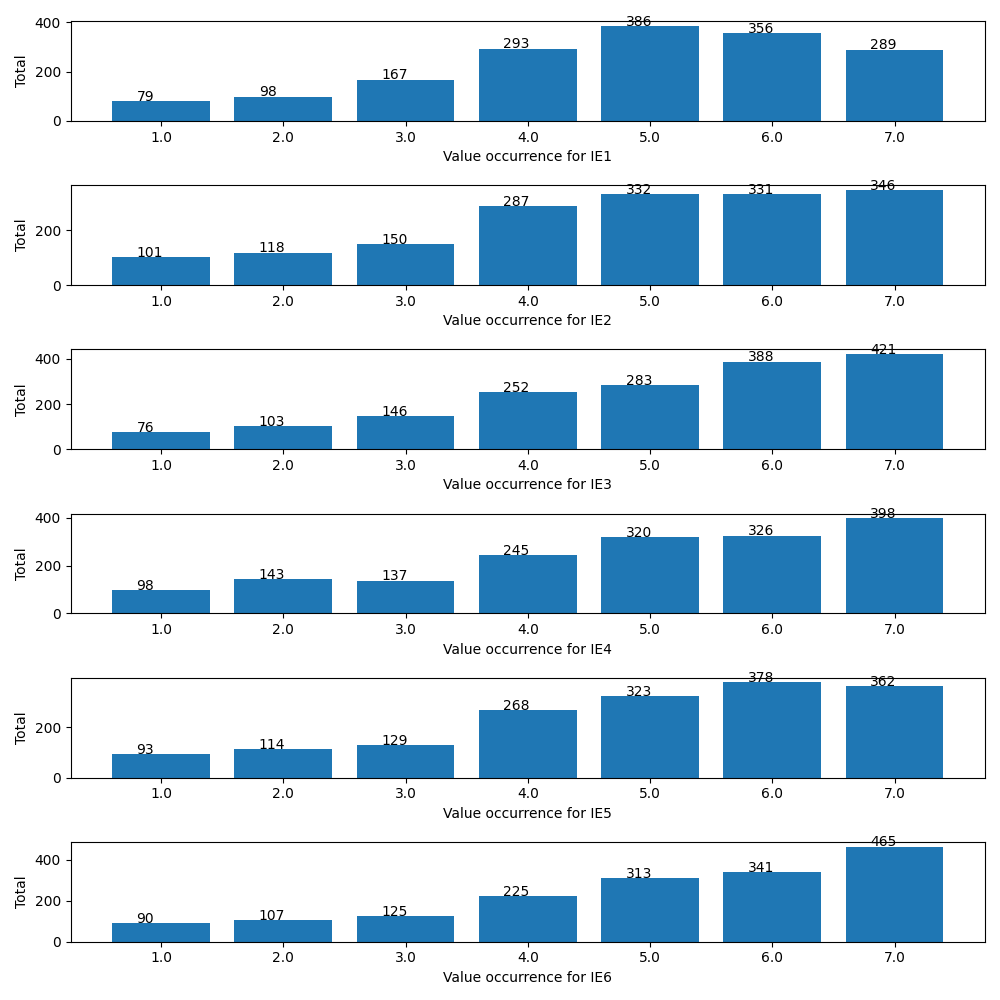 400
200
0
Total
79 98 167 293 386 356 289
1.0 2.0 3.0 4.0 5.0 6.0 7.0
Value occurrence for IE1
200
0
Total
101 118 150 287 332 331 346
1.0 2.0 3.0 4.0 5.0 6.0 7.0
Value occurrence for IE2
400
200
0
Total
76 103 146 252 283 388 421
1.0 2.0 3.0 4.0 5.0 6.0 7.0
Value occurrence for IE3
400
200
0
Total
98 143 137 245 320 326 398
1.0 2.0 3.0 4.0 5.0 6.0 7.0
Value occurrence for IE4
200
0
Total
93 114 129 268 323 378 362
1.0 2.0 3.0 4.0 5.0 6.0 7.0
Value occurrence for IE5
400
200
0
Total
90 107 125 225 313 341 465
1.0 2.0 3.0 4.0 5.0 6.0 7.0
Value occurrence for IE6